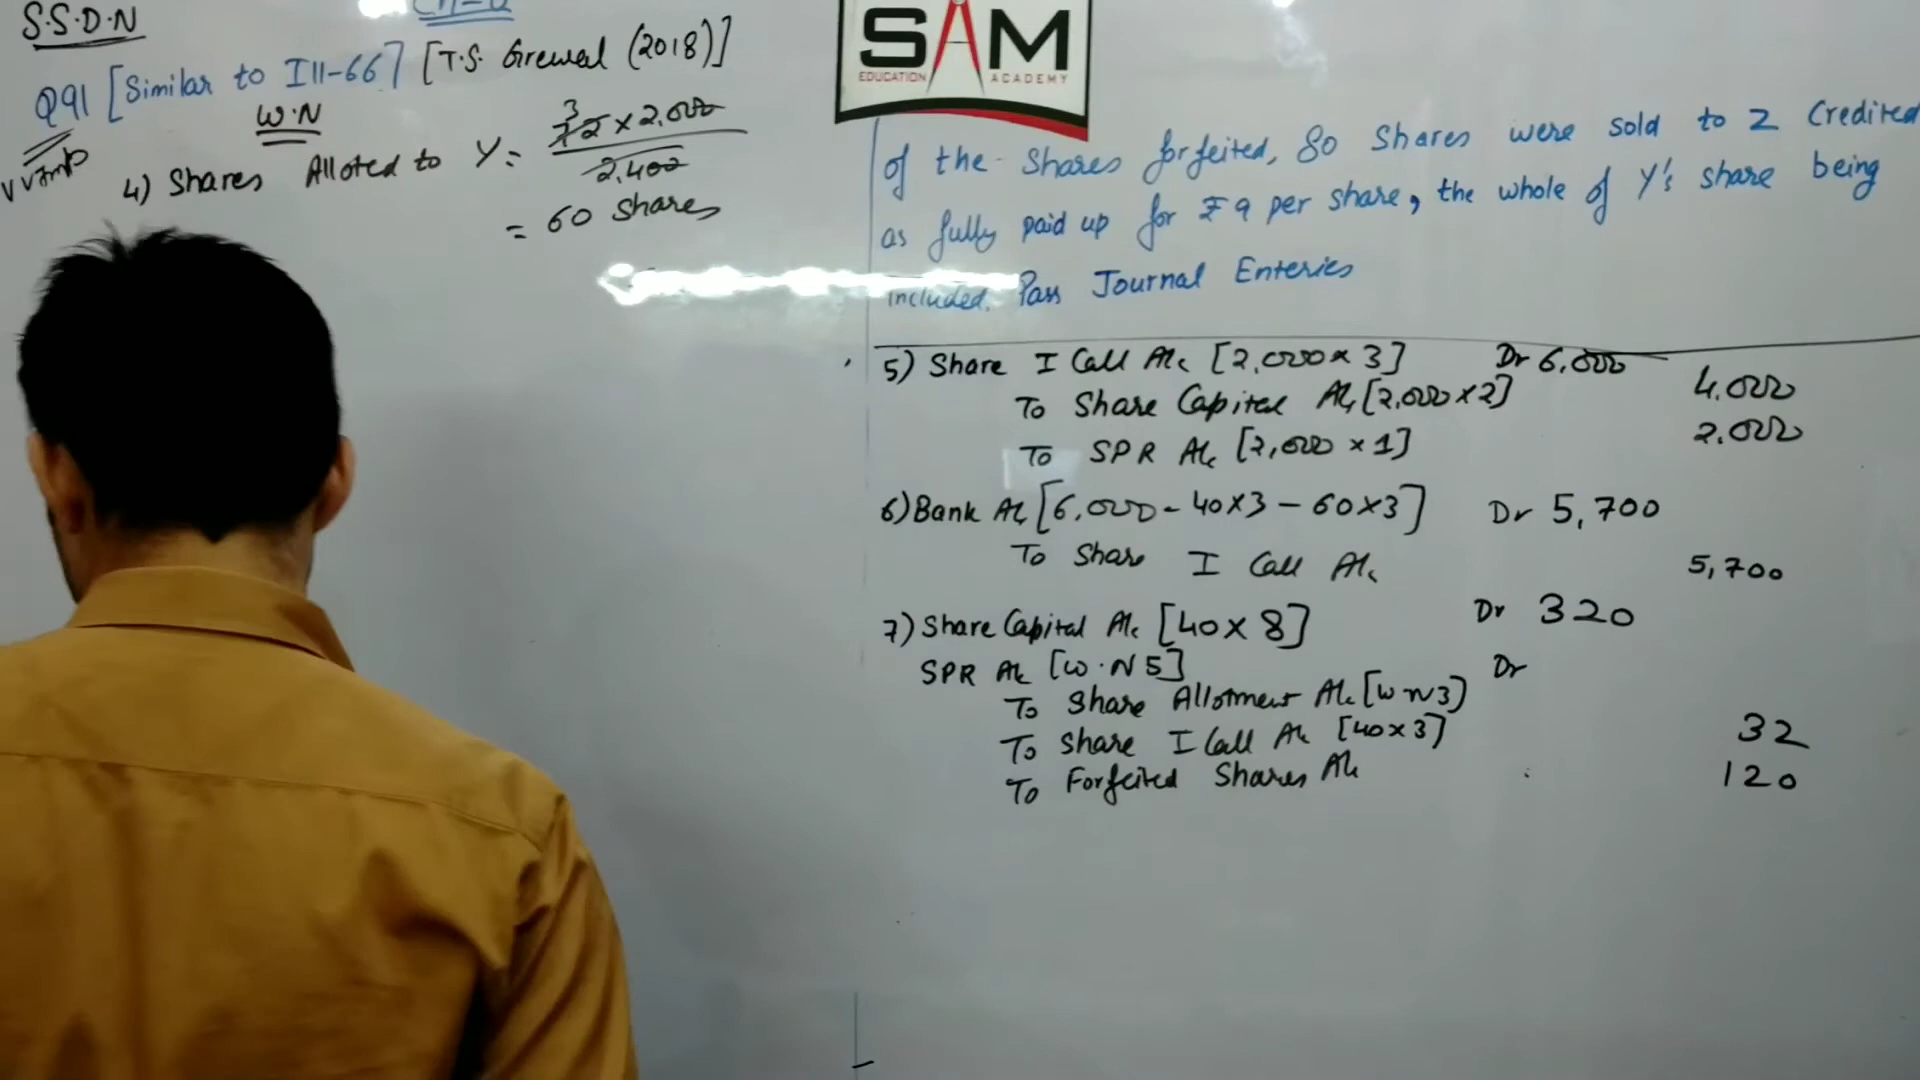 S.S.D.N
Q91 [Similar to Ill-66] [T.S. Grewal (2018)]
V V Imp
W.N
4) Shares Alloted to Y = 3 72 x 2,000
2,400
= 60 Shares
SAM
EDUCATION ACADEMY
of the Shares forfeited, 80 Shares were sold to Z Credited
as fully paid up for ₹ 9 per share, the whole of Y's share being
included. Pass Journal Enteries
5) Share I Call A/c [2,000 x 3] Dr 6,000
To Share Capital A/c [2,000 x 2] 4,000
To SPR A/c [2,000 x 1] 2,000
6) Bank A/c [6,000 - 40x3 - 60x3] Dr 5,700
To Share I Call A/c 5,700
7) Share Capital A/c [40 x 8] Dr 320
SPR A/c [W.N 5] Dr
To Share Allotment A/c [W N 3]
To Share I Call A/c [40x3] 32
To Forfeited Shares A/c 120